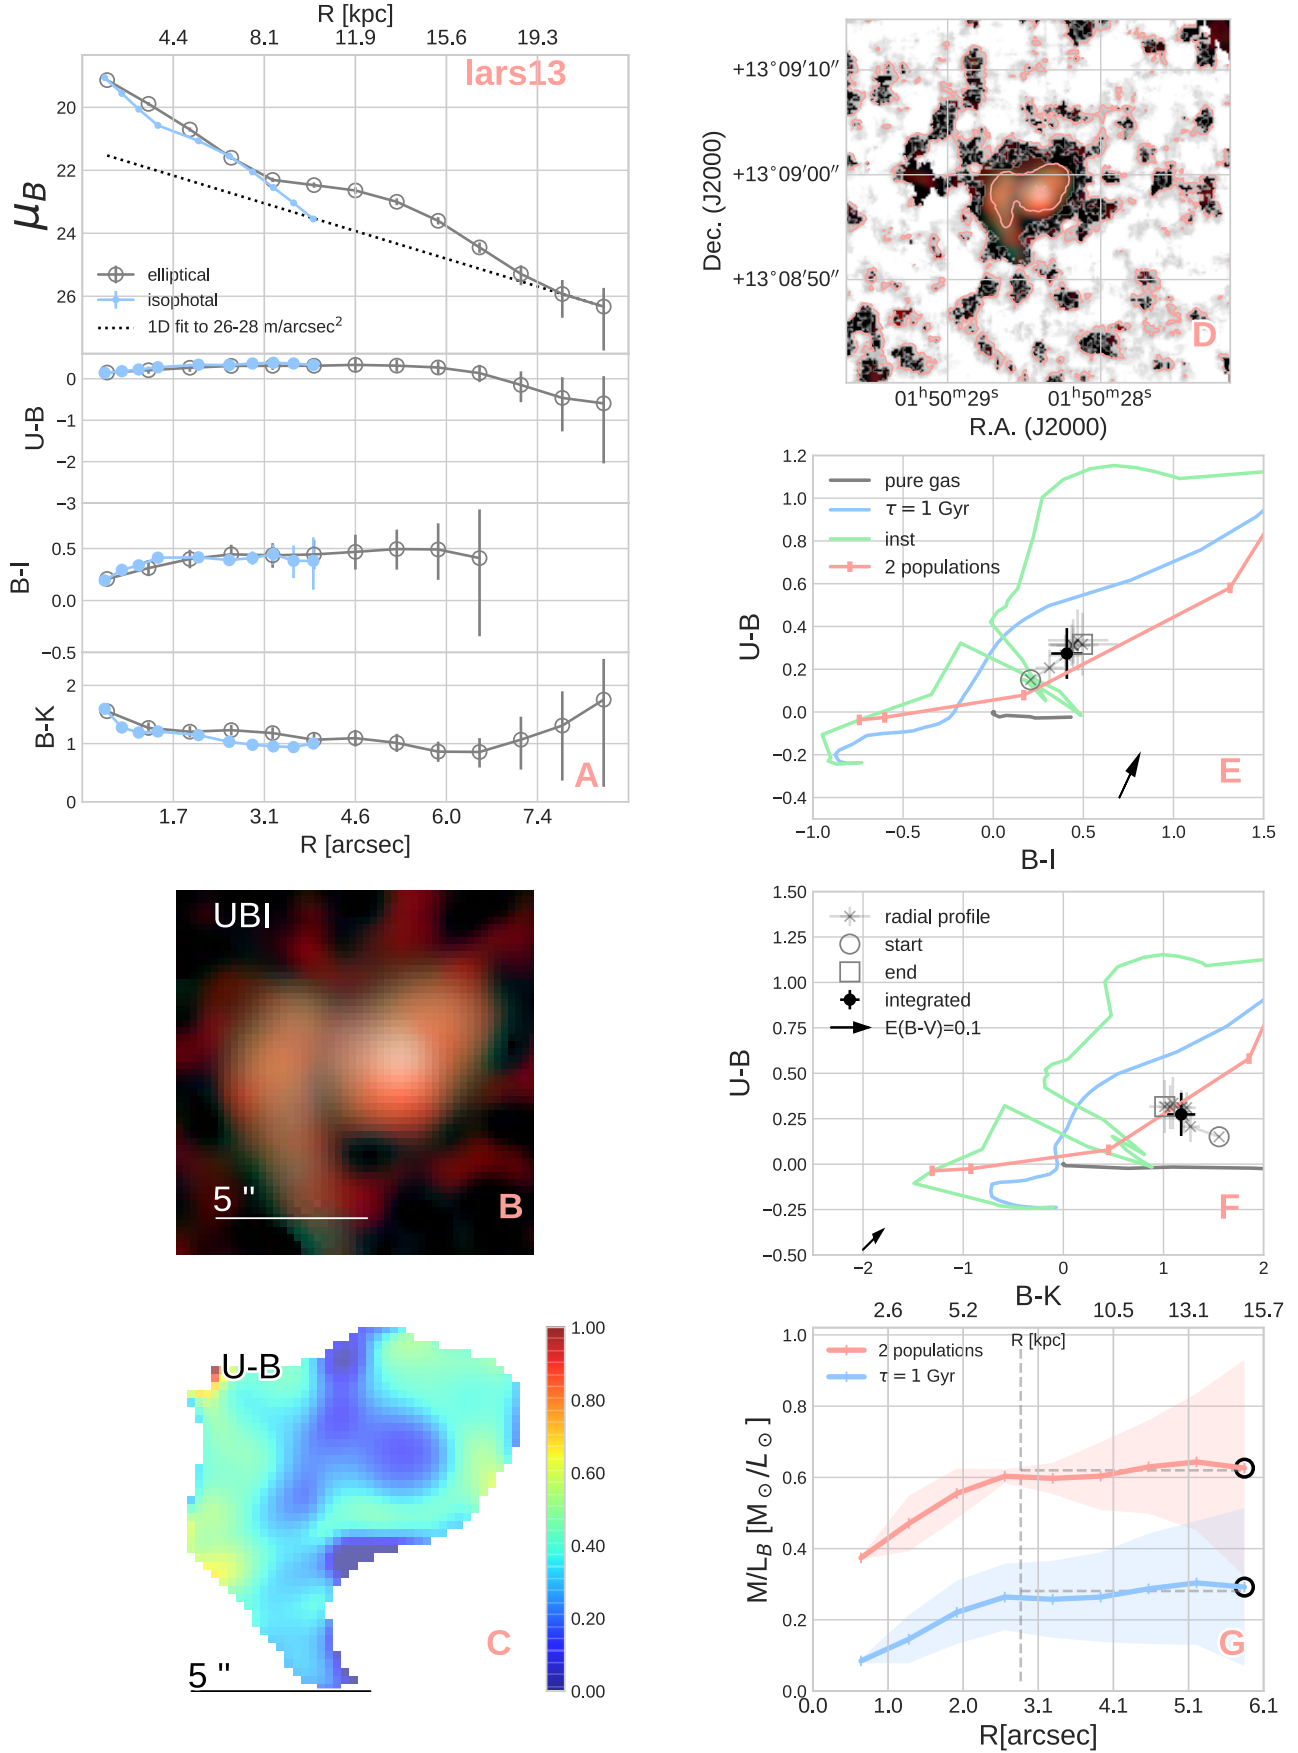 R [kpc]
4.4 8.1 11.9 15.6 19.3
lars13
20
22
24
26
μB
elliptical
isophotal
1D fit to 26-28 m/arcsec²
0
−1
−2
−3
U-B
0.5
0.0
−0.5
B-I
2
1
0
B-K
A
1.7 3.1 4.6 6.0 7.4
R [arcsec]
UBI
5 "
B
U-B
5 "
C
1.00
0.80
0.60
0.40
0.20
0.00
+13°09′10″
+13°09′00″
+13°08′50″
Dec. (J2000)
D
01ʰ50ᵐ29ˢ 01ʰ50ᵐ28ˢ
R.A. (J2000)
1.2
1.0
0.8
0.6
0.4
0.2
0.0
−0.2
−0.4
U-B
pure gas
τ = 1 Gyr
inst
2 populations
E
−1.0 −0.5 0.0 0.5 1.0 1.5
B-I
1.50
1.25
1.00
0.75
0.50
0.25
0.00
−0.25
−0.50
U-B
radial profile
start
end
integrated
E(B-V)=0.1
F
−2 −1 0 1 2
B-K
2.6 5.2 10.5 13.1 15.7
R [kpc]
1.0
0.8
0.6
0.4
0.2
0.0
M/LB [M⊙/L⊙]
2 populations
τ = 1 Gyr
G
0.0 1.0 2.0 3.1 4.1 5.1 6.1
R[arcsec]